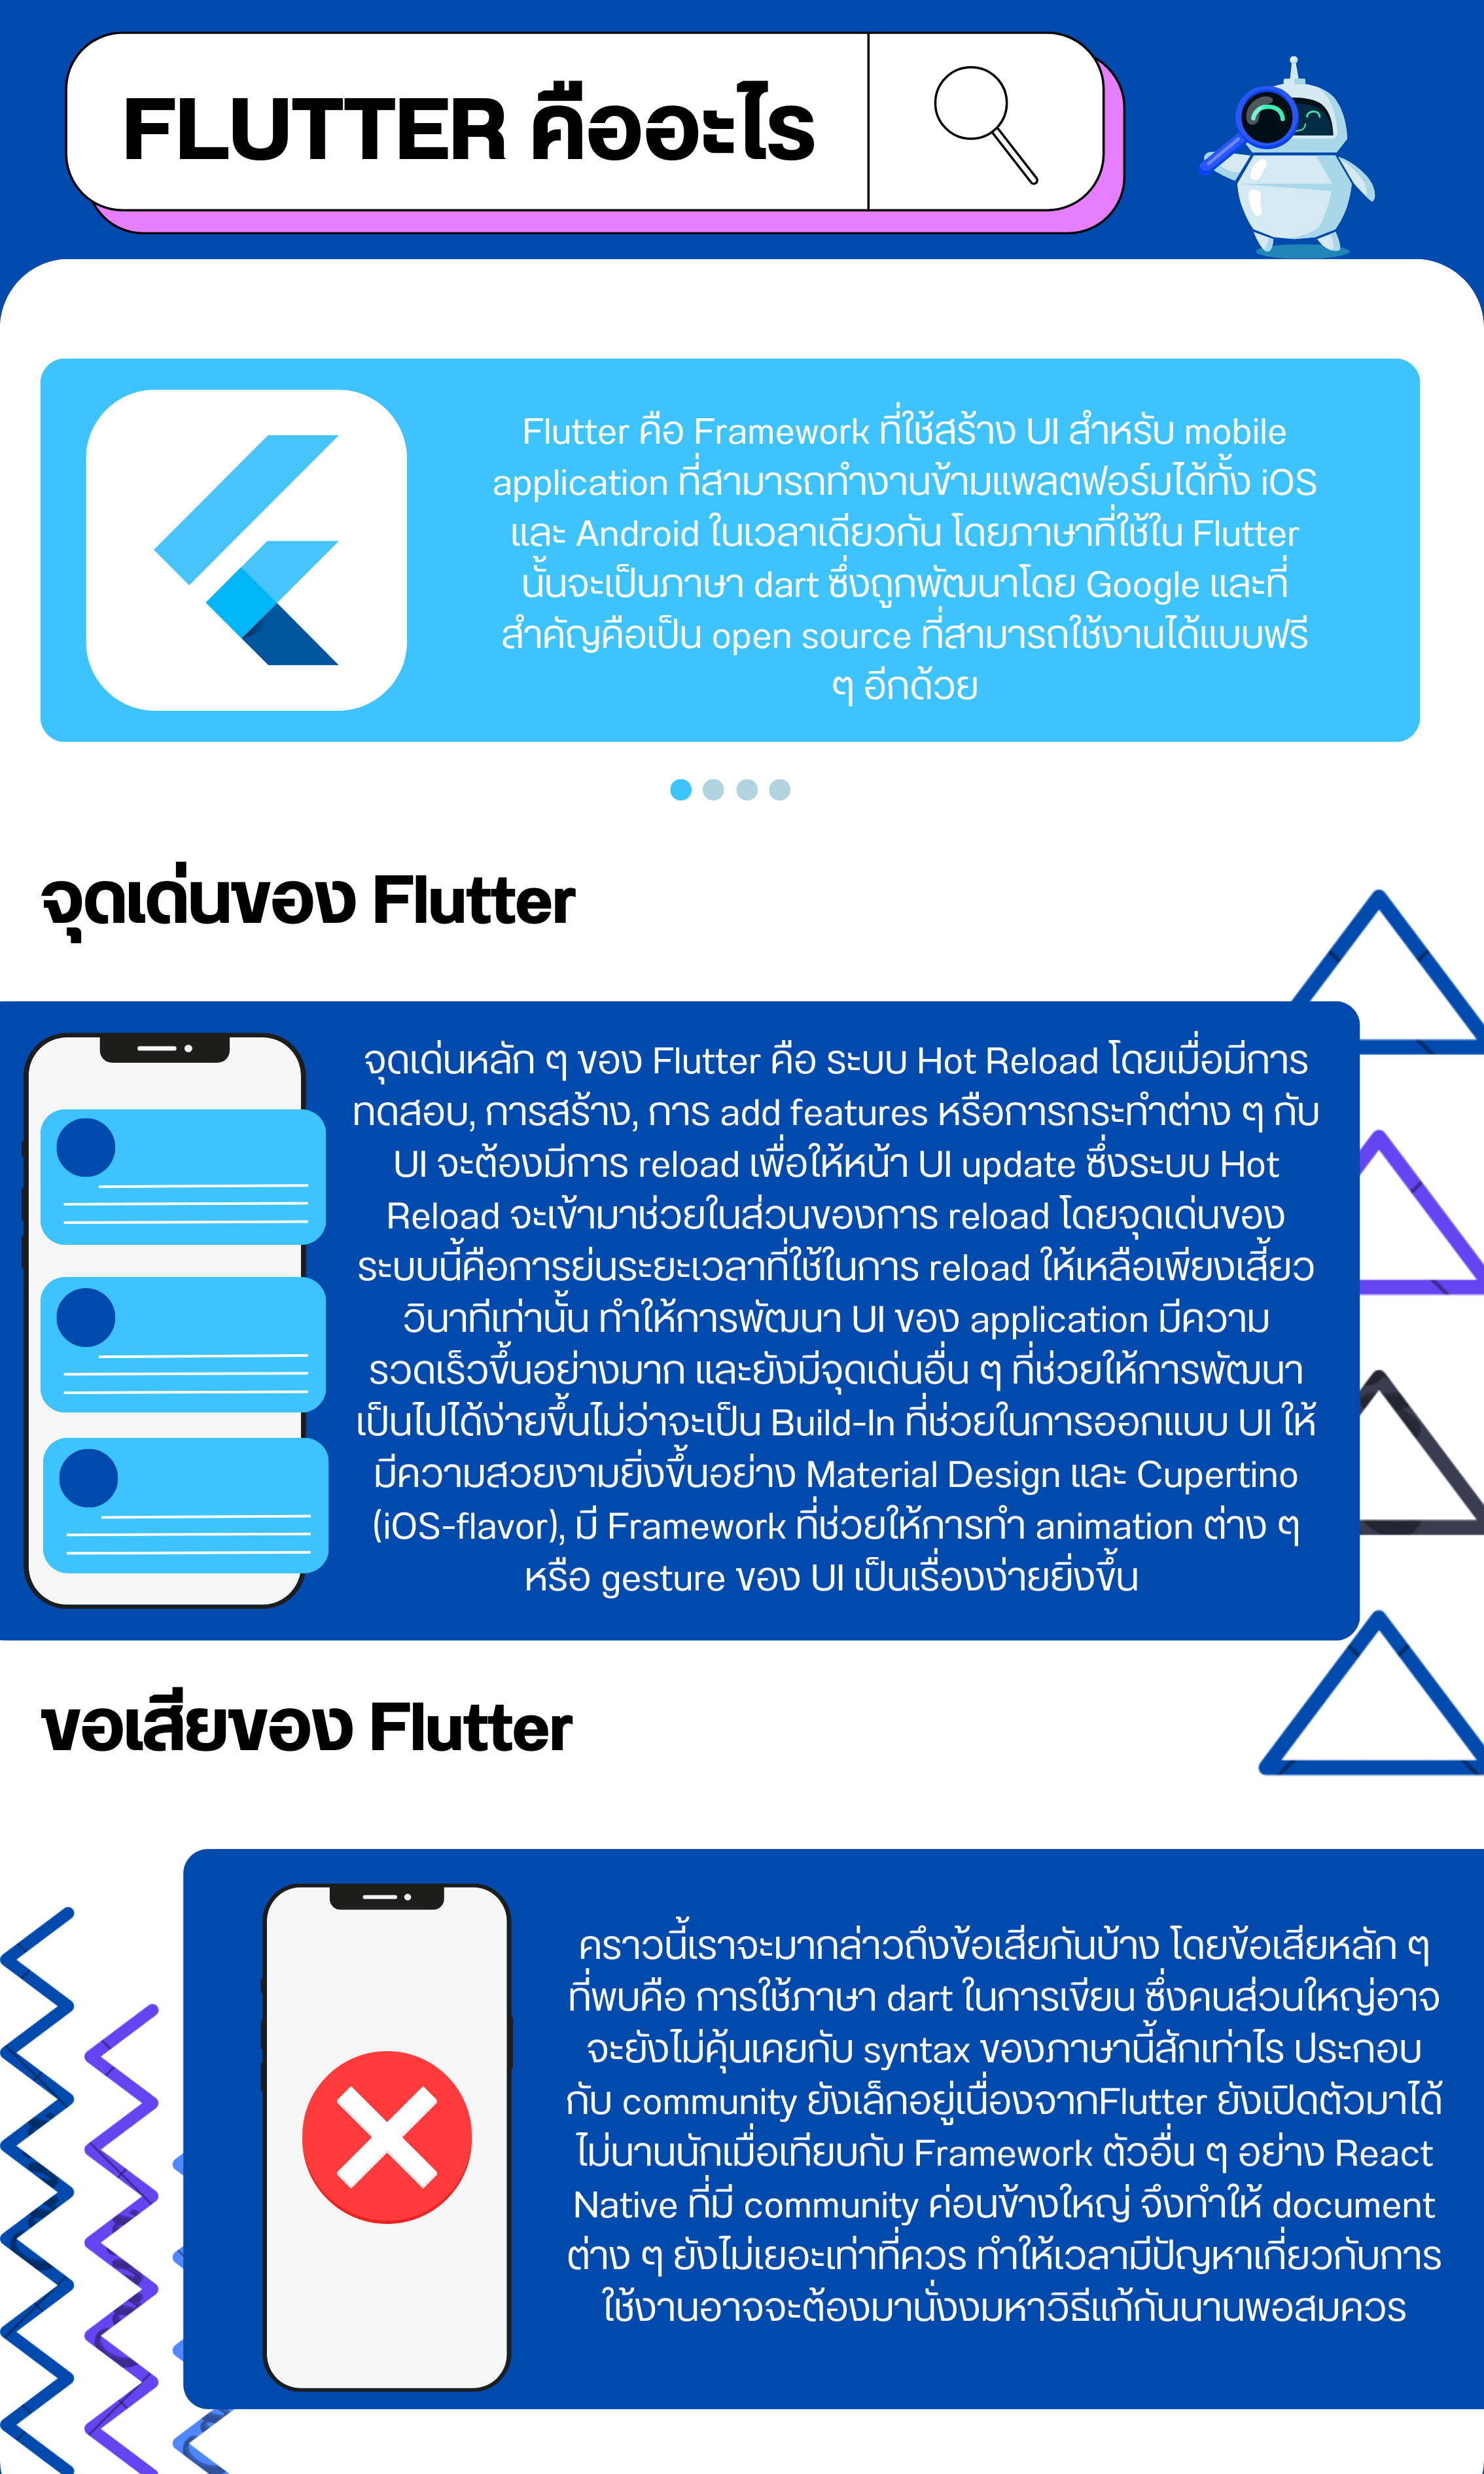 FLUTTER คืออะไร
Flutter คือ Framework ที่ใช้สร้าง UI สำหรับ mobile
application ที่สามารถทำงานข้ามแพลตฟอร์มได้ทั้ง iOS
และ Android ในเวลาเดียวกัน โดยภาษาที่ใช้ใน Flutter
นั้นจะเป็นภาษา dart ซึ่งถูกพัฒนาโดย Google และที่
สำคัญคือเป็น open source ที่สามารถใช้งานได้แบบฟรี
ๆ อีกด้วย
จุดเด่นของ Flutter
จุดเด่นหลัก ๆ ของ Flutter คือ ระบบ Hot Reload โดยเมื่อมีการ
ทดสอบ, การสร้าง, การ add features หรือการกระทำต่าง ๆ กับ
UI จะต้องมีการ reload เพื่อให้หน้า UI update ซึ่งระบบ Hot
Reload จะเข้ามาช่วยในส่วนของการ reload โดยจุดเด่นของ
ระบบนี้คือการย่นระยะเวลาที่ใช้ในการ reload ให้เหลือเพียงเสี้ยว
วินาทีเท่านั้น ทำให้การพัฒนา UI ของ application มีความ
รวดเร็วขึ้นอย่างมาก และยังมีจุดเด่นอื่น ๆ ที่ช่วยให้การพัฒนา
เป็นไปได้ง่ายขึ้นไม่ว่าจะเป็น Build-In ที่ช่วยในการออกแบบ UI ให้
มีความสวยงามยิ่งขึ้นอย่าง Material Design และ Cupertino
(iOS-flavor), มี Framework ที่ช่วยให้การทำ animation ต่าง ๆ
หรือ gesture ของ UI เป็นเรื่องง่ายยิ่งขึ้น
ขอเสียของ Flutter
คราวนี้เราจะมากล่าวถึงข้อเสียกันบ้าง โดยข้อเสียหลัก ๆ
ที่พบคือ การใช้ภาษา dart ในการเขียน ซึ่งคนส่วนใหญ่อาจ
จะยังไม่คุ้นเคยกับ syntax ของภาษานี้สักเท่าไร ประกอบ
กับ community ยังเล็กอยู่เนื่องจากFlutter ยังเปิดตัวมาได้
ไม่นานนักเมื่อเทียบกับ Framework ตัวอื่น ๆ อย่าง React
Native ที่มี community ค่อนข้างใหญ่ จึงทำให้ document
ต่าง ๆ ยังไม่เยอะเท่าที่ควร ทำให้เวลามีปัญหาเกี่ยวกับการ
ใช้งานอาจจะต้องมานั่งงมหาวิธีแก้กันนานพอสมควร